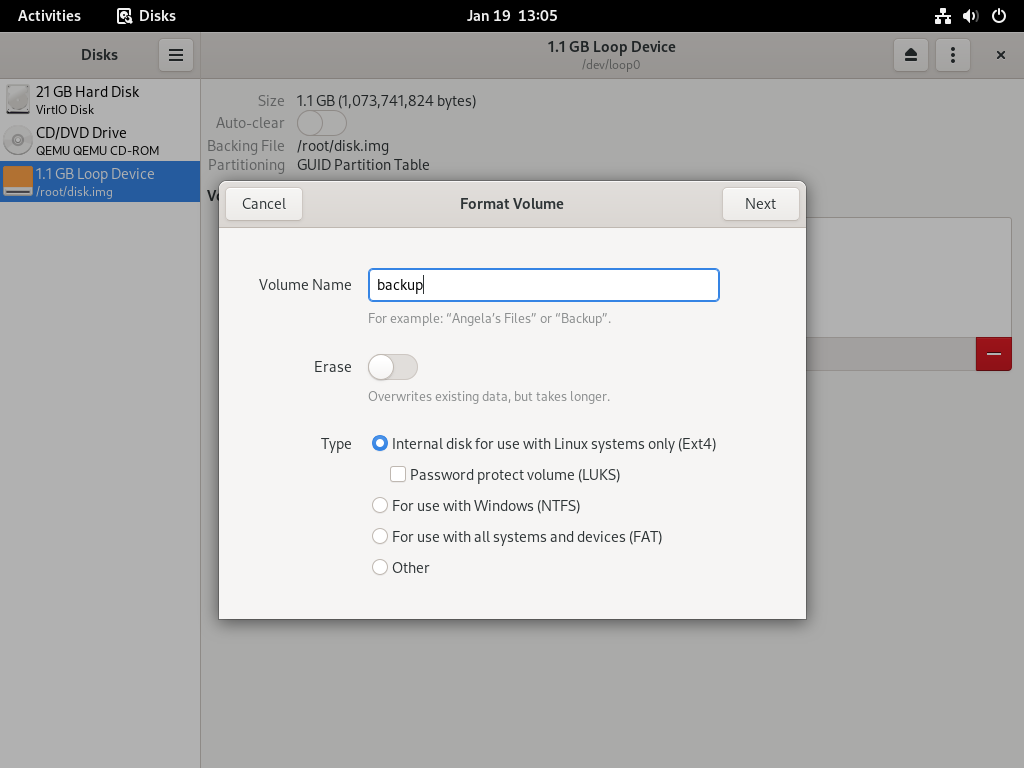 Activities Disks Jan 19 13:05
Disks
1.1 GB Loop Device
/dev/loop0
21 GB Hard Disk
VirtIO Disk
CD/DVD Drive
QEMU QEMU CD-ROM
1.1 GB Loop Device
/root/disk.img
Size 1.1 GB (1,073,741,824 bytes)
Auto-clear
Backing File /root/disk.img
Partitioning GUID Partition Table
Cancel Format Volume Next
Volume Name backup
For example: “Angela’s Files” or “Backup”.
Erase
Overwrites existing data, but takes longer.
Type Internal disk for use with Linux systems only (Ext4)
Password protect volume (LUKS)
For use with Windows (NTFS)
For use with all systems and devices (FAT)
Other